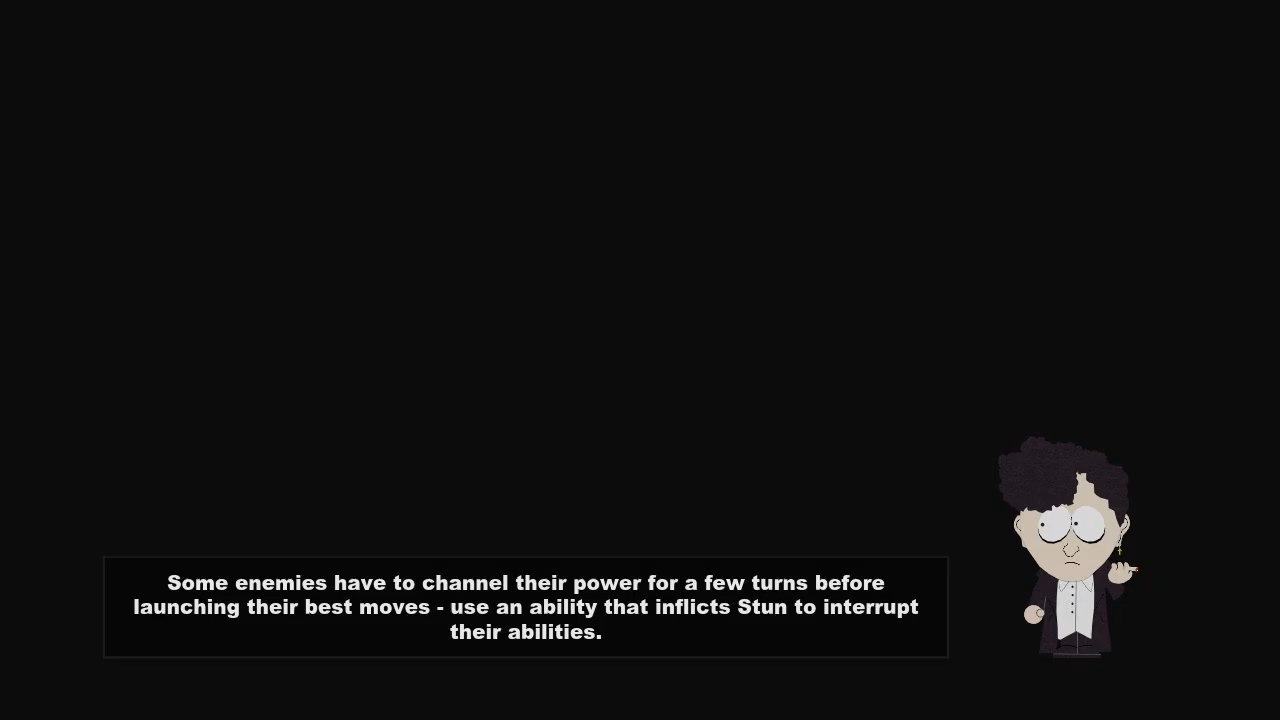 Some enemies have to channel their power for a few turns before
launching their best moves - use an ability that inflicts Stun to interrupt
their abilities.